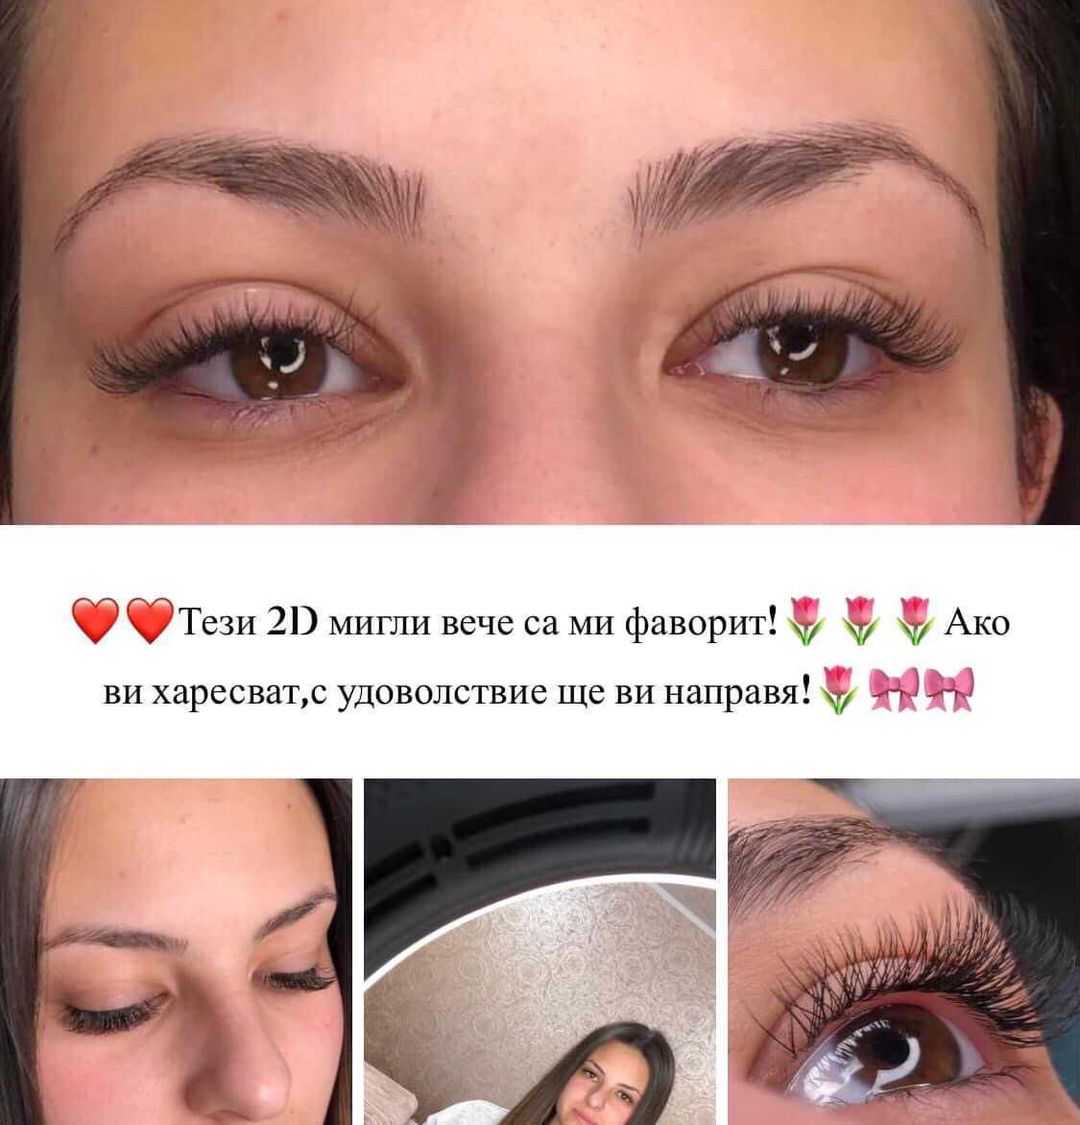 ❤️❤️Тези 2D мигли вече са ми фаворит!🌷🌷🌷Ако
ви харесват,с удоволствие ще ви направя!🌷🎀🎀